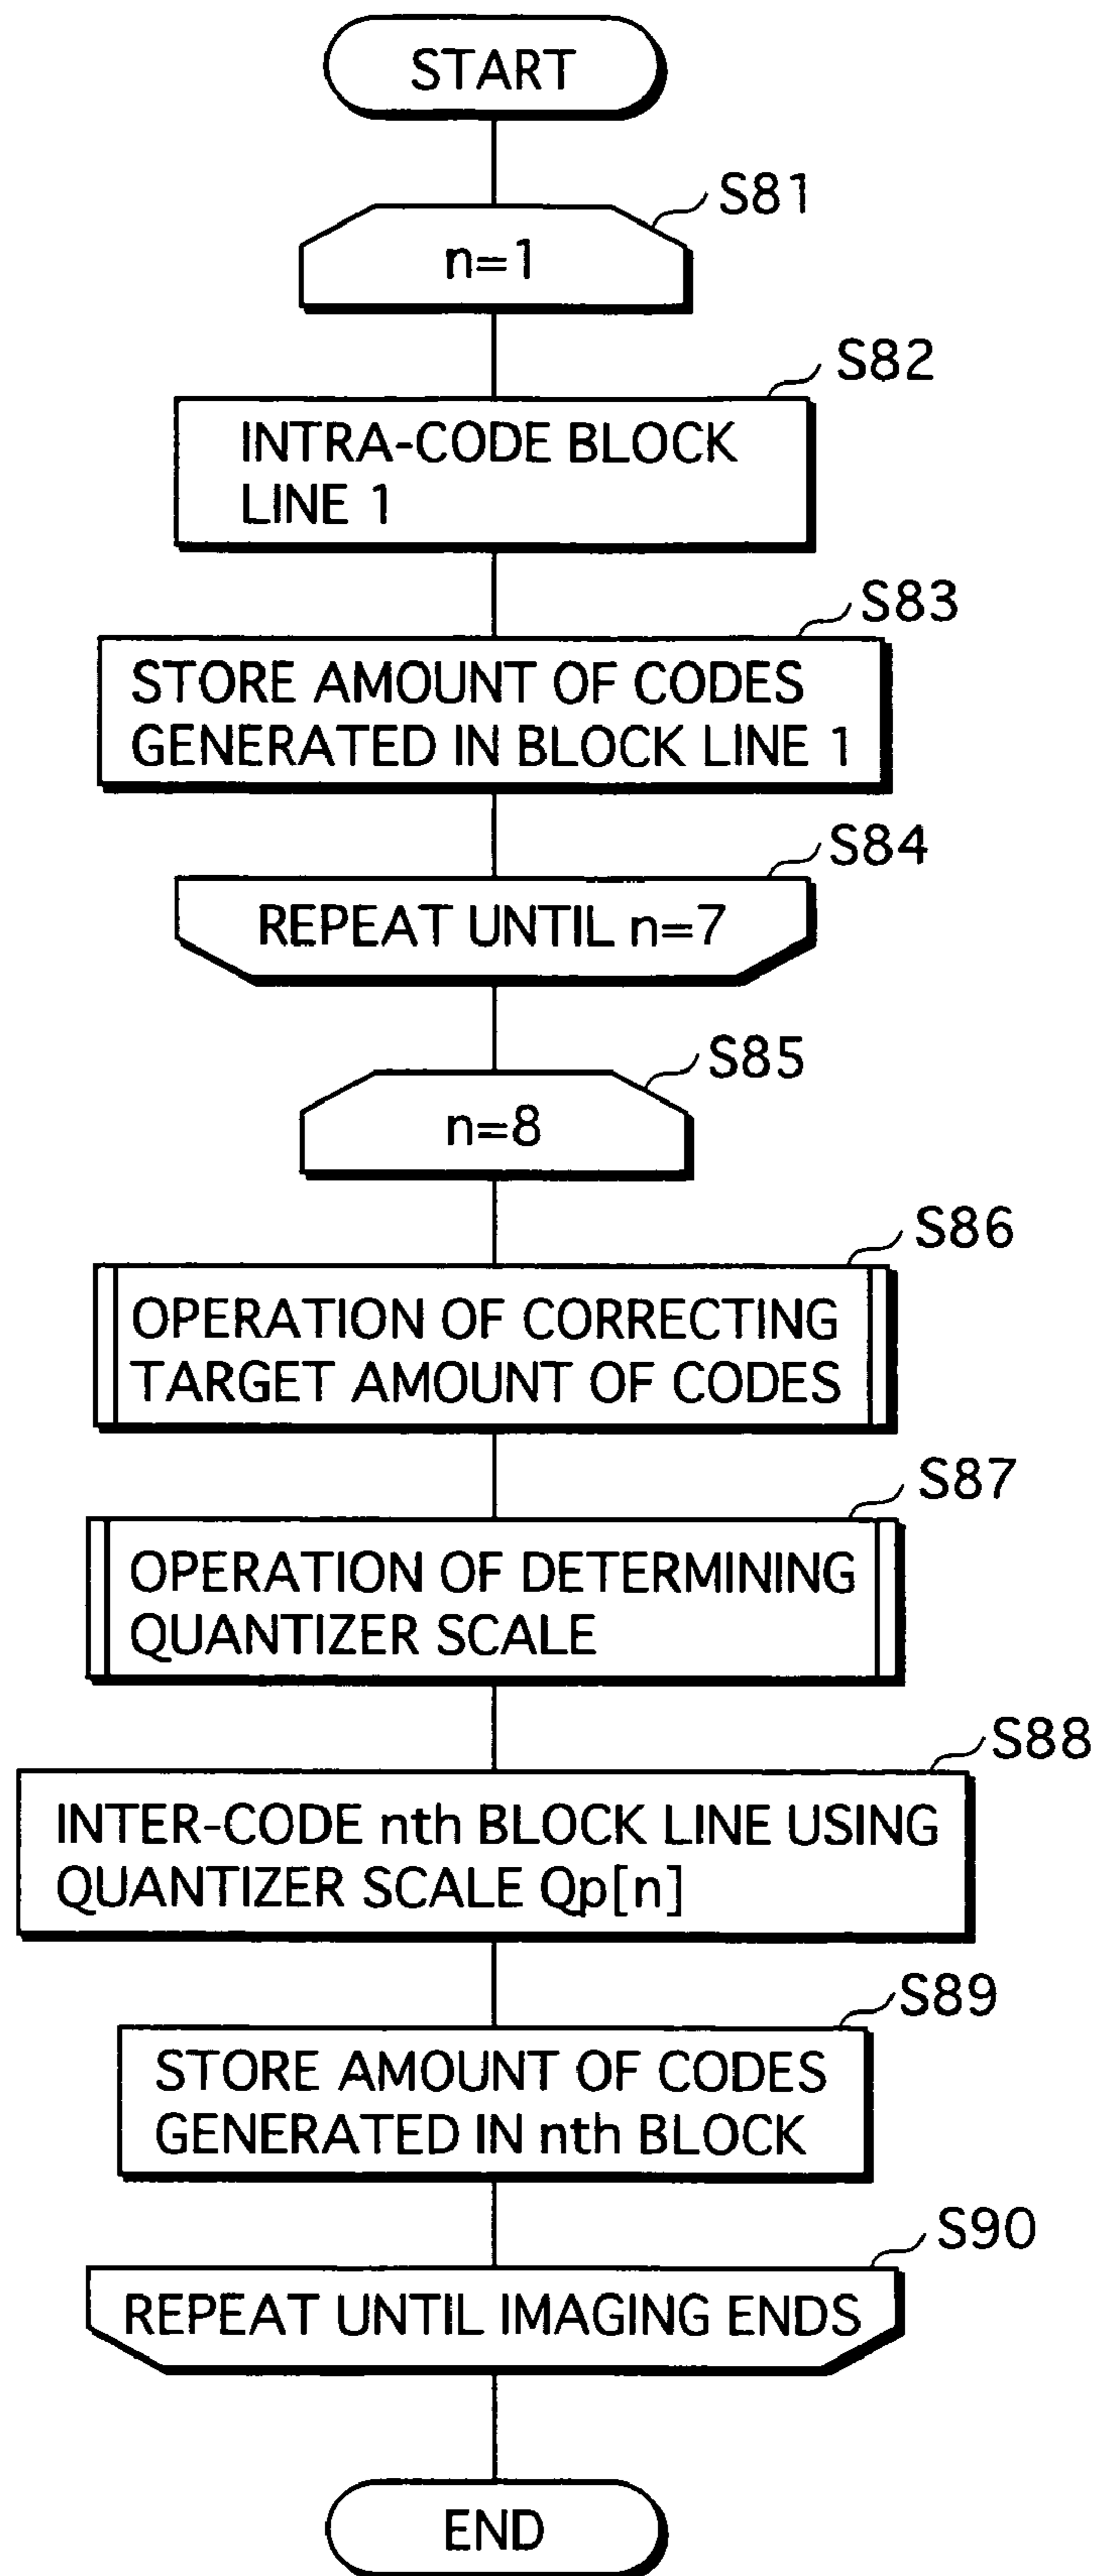 START
S81
n=1
S82
INTRA-CODE BLOCK
LINE 1
S83
STORE AMOUNT OF CODES
GENERATED IN BLOCK LINE 1
S84
REPEAT UNTIL n=7
S85
n=8
S86
OPERATION OF CORRECTING
TARGET AMOUNT OF CODES
S87
OPERATION OF DETERMINING
QUANTIZER SCALE
S88
INTER-CODE nth BLOCK LINE USING
QUANTIZER SCALE Qp[n]
S89
STORE AMOUNT OF CODES
GENERATED IN nth BLOCK
S90
REPEAT UNTIL IMAGING ENDS
END